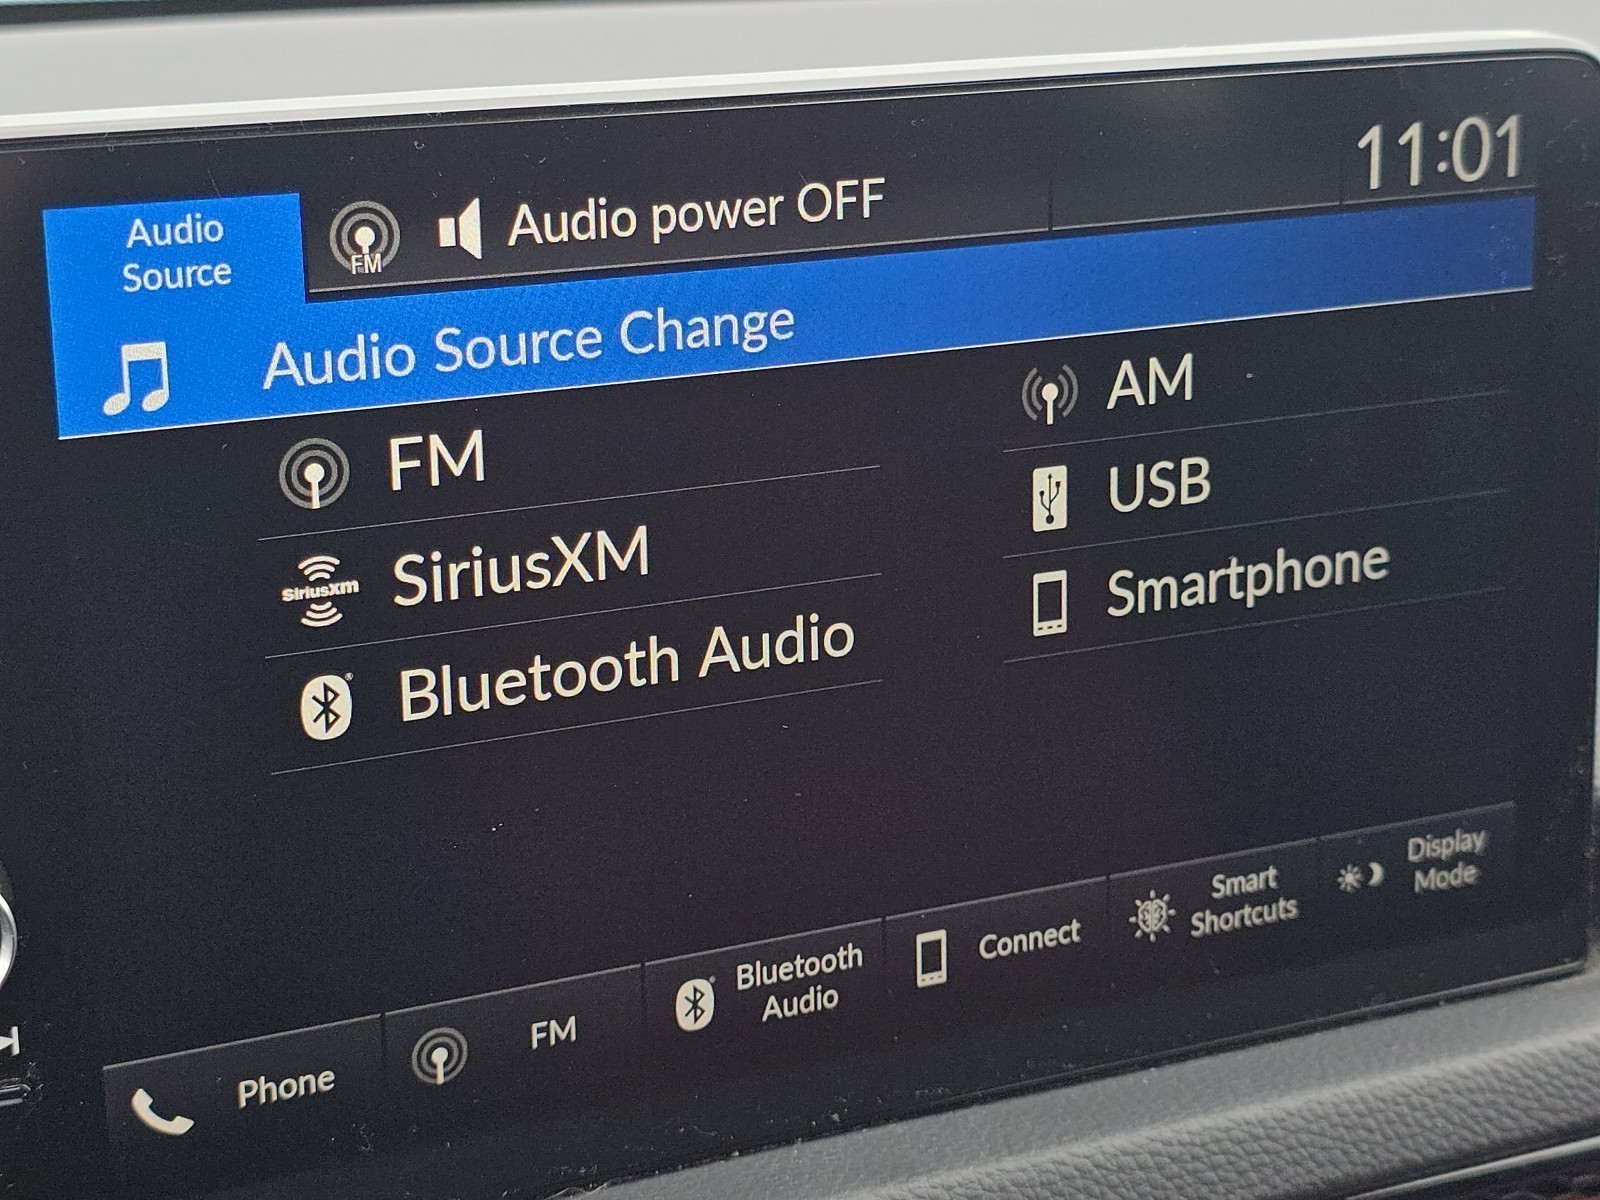 11:01
Audio
Source
FM
Audio power OFF
Audio Source Change
FM
AM
SiriusXM
SiriusXM
USB
Bluetooth Audio
Smartphone
Phone
FM
Bluetooth
Audio
Connect
Smart
Shortcuts
Display
Mode